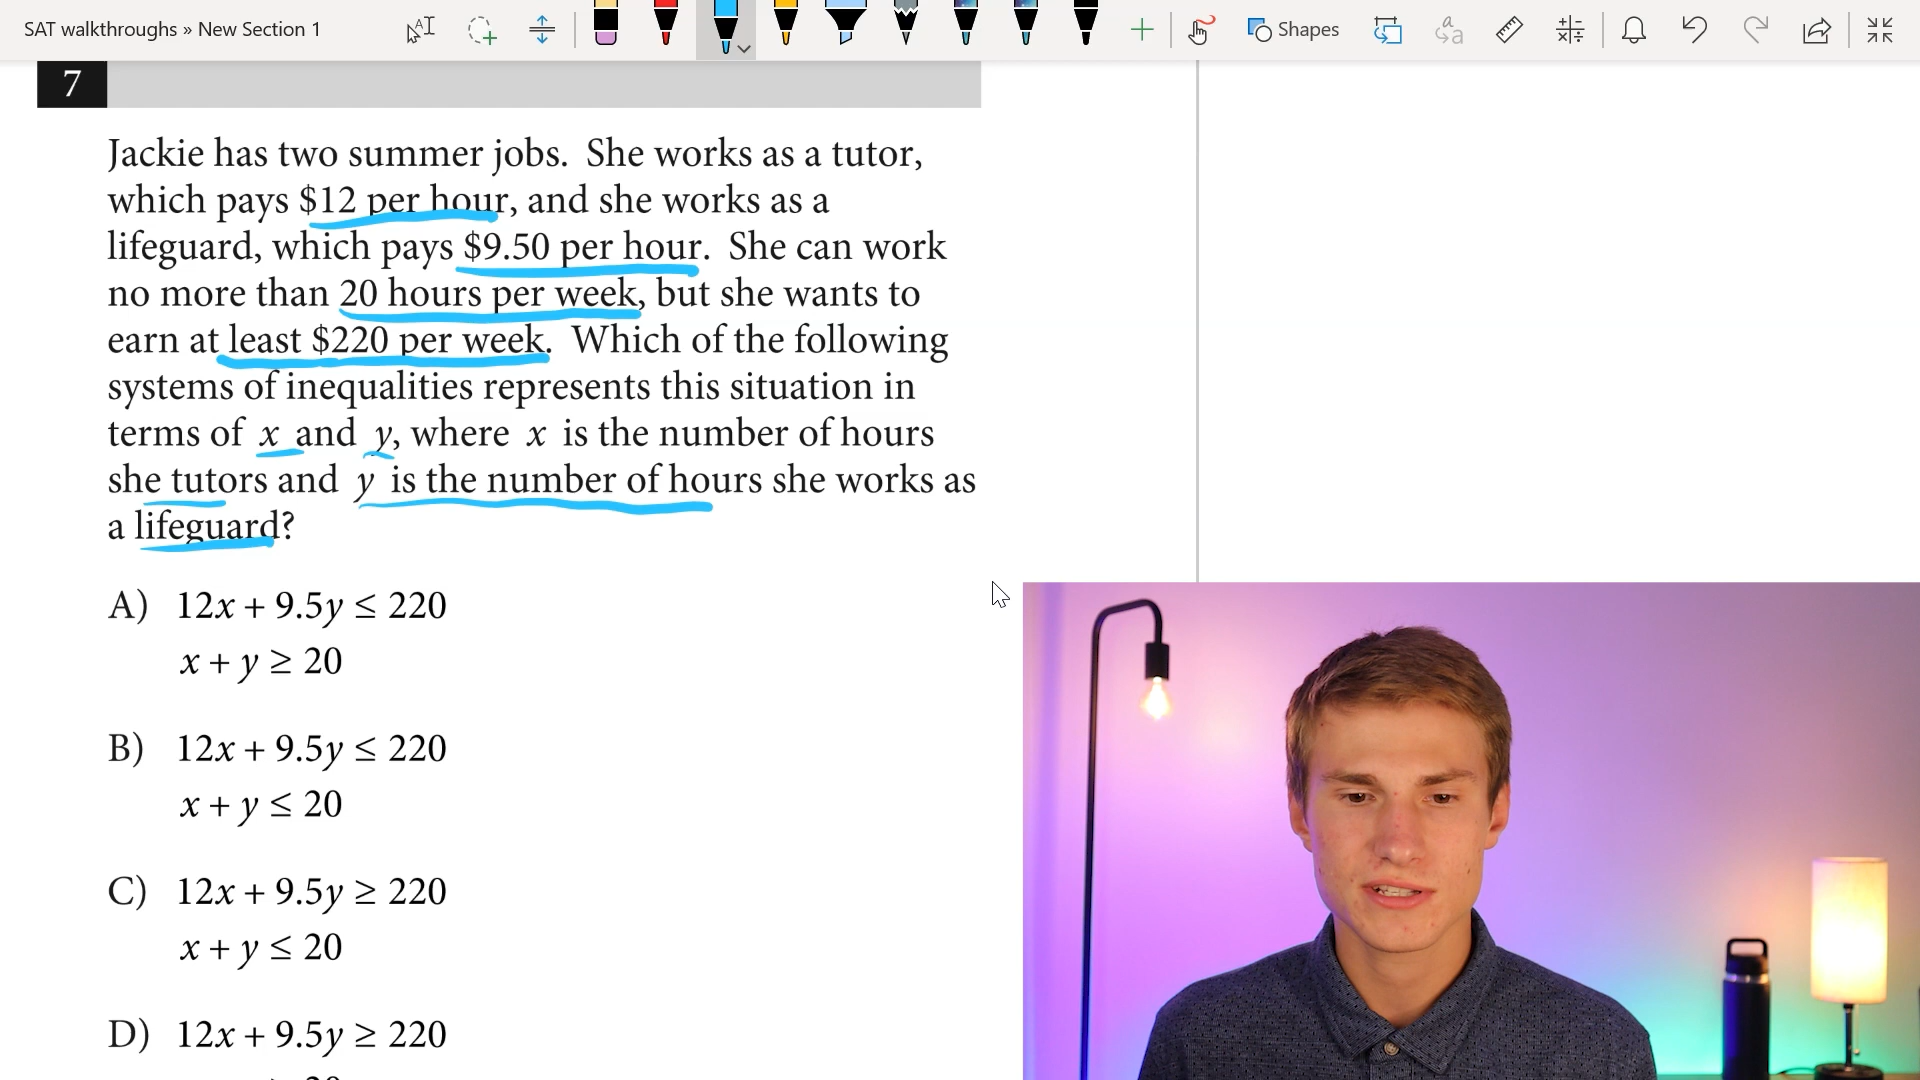 SAT walkthroughs » New Section 1
Shapes
7
Jackie has two summer jobs. She works as a tutor,
which pays $12 per hour, and she works as a
lifeguard, which pays $9.50 per hour. She can work
no more than 20 hours per week, but she wants to
earn at least $220 per week. Which of the following
systems of inequalities represents this situation in
terms of x and y, where x is the number of hours
she tutors and y is the number of hours she works as
a lifeguard?
A) 12x + 9.5y ≤ 220
x + y ≥ 20
B) 12x + 9.5y ≤ 220
x + y ≤ 20
C) 12x + 9.5y ≥ 220
x + y ≤ 20
D) 12x + 9.5y ≥ 220